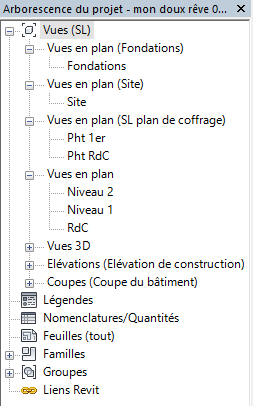 Arborescence du projet - mon doux rêve 0...
Vues (SL)
Vues en plan (Fondations)
Fondations
Vues en plan (Site)
Site
Vues en plan (SL plan de coffrage)
Pht 1er
Pht RdC
Vues en plan
Niveau 2
Niveau 1
RdC
Vues 3D
Elévations (Elévation de construction)
Coupes (Coupe du bâtiment)
Légendes
Nomenclatures/Quantités
Feuilles (tout)
Familles
Groupes
Liens Revit